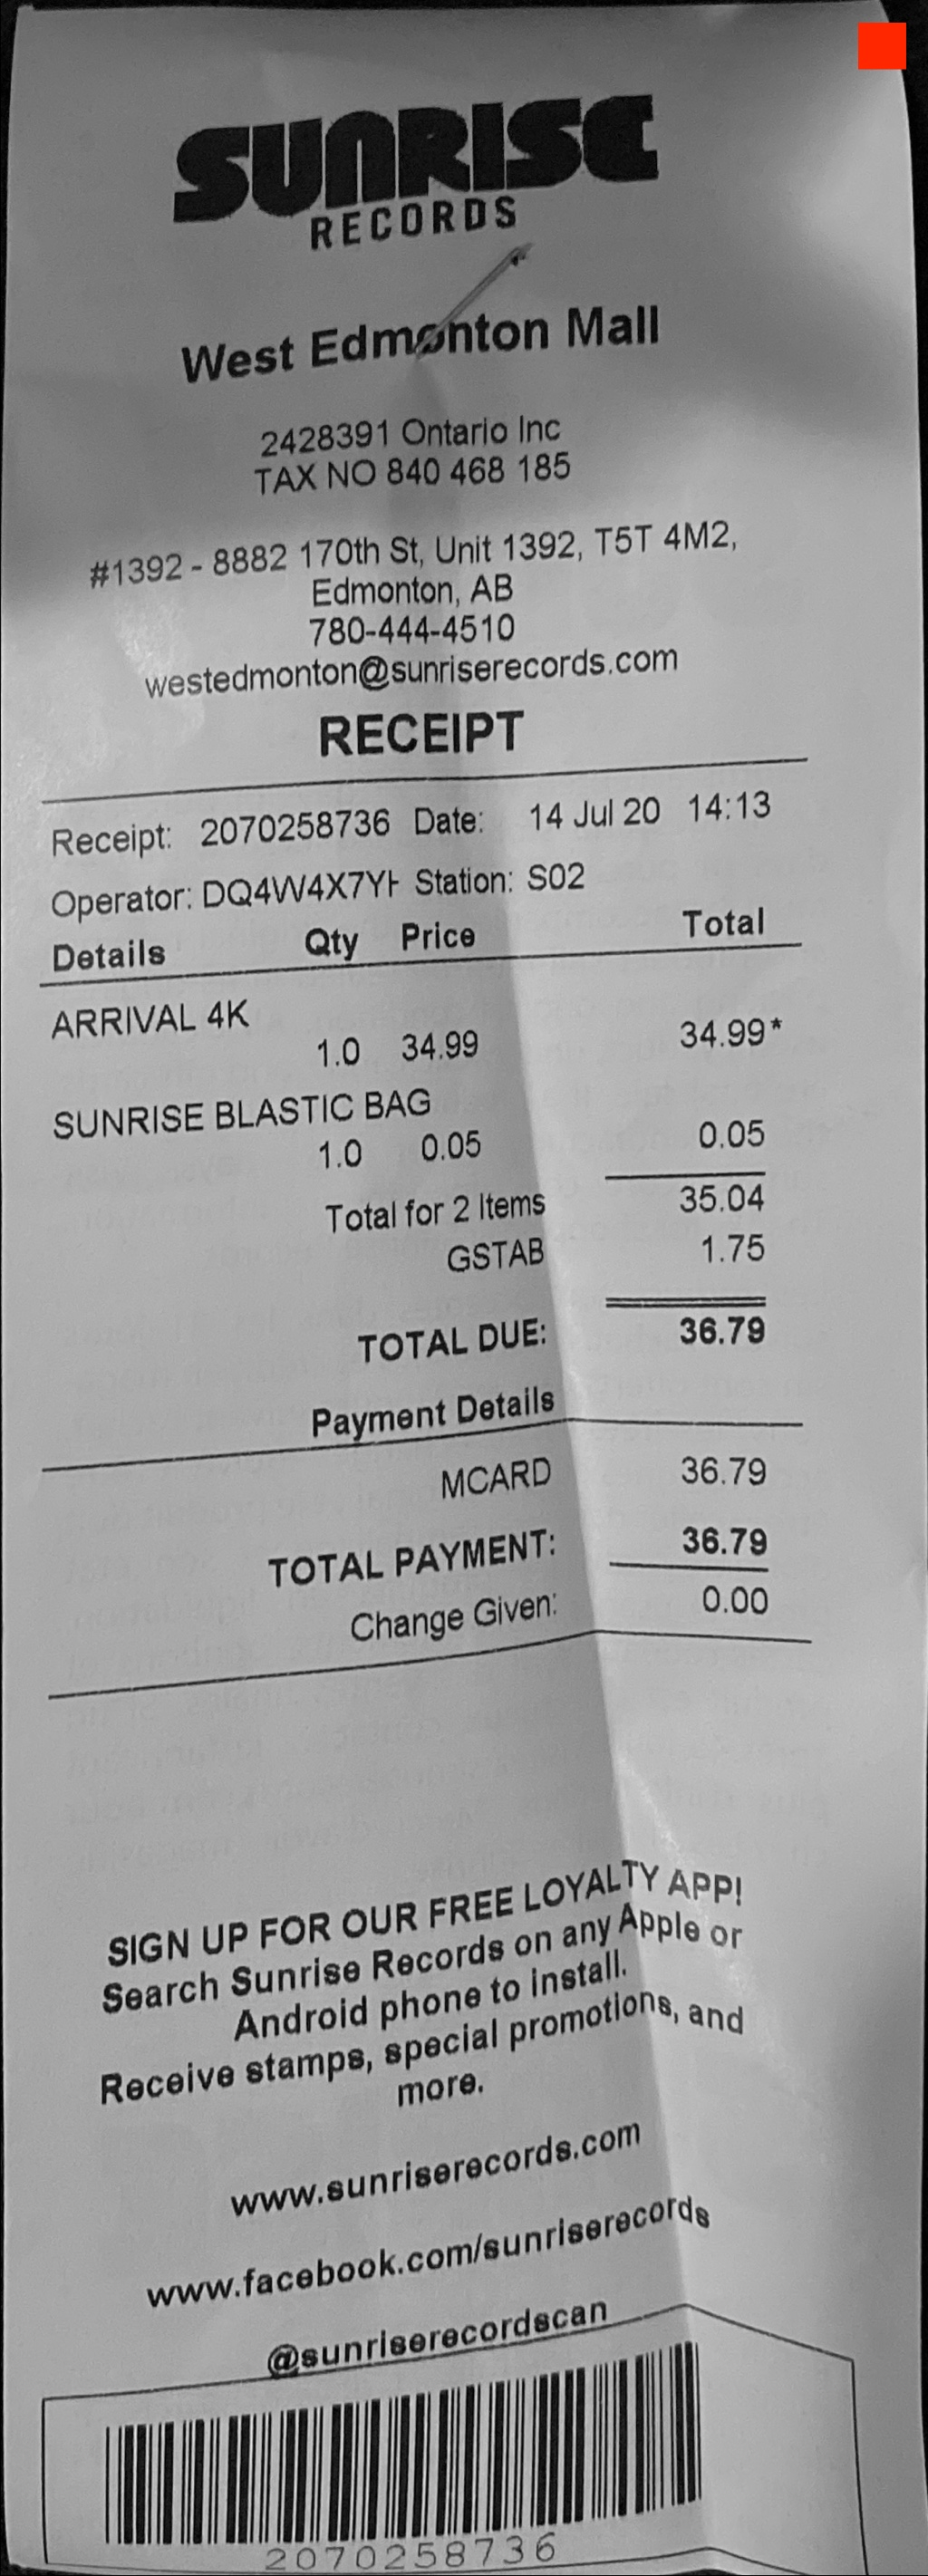 SUNRISE
RECORDS
West Edmonton Mall
2428391 Ontario Inc
TAX NO 840 468 185
#1392 - 8882 170th St, Unit 1392, T5T 4M2,
Edmonton, AB
780-444-4510
westedmonton@sunriserecords.com
RECEIPT
Receipt: 2070258736 Date: 14 Jul 20 14:13
Operator: Station: S02
Details Qty Price Total
ARRIVAL 4K
1.0 34.99 34.99*
SUNRISE BLASTIC BAG
1.0 0.05 0.05
Total for 2 Items 35.04
GSTAB 1.75
TOTAL DUE: 36.79
Payment Details
MCARD 36.79
TOTAL PAYMENT: 36.79
Change Given: 0.00
SIGN UP FOR OUR FREE LOYALTY APP!
Search Sunrise Records on any Apple or
Android phone to install.
Receive stamps, special promotions, and
more.
www.sunriserecords.com
www.facebook.com/sunriserecords
@sunriserecordscan
2070258736